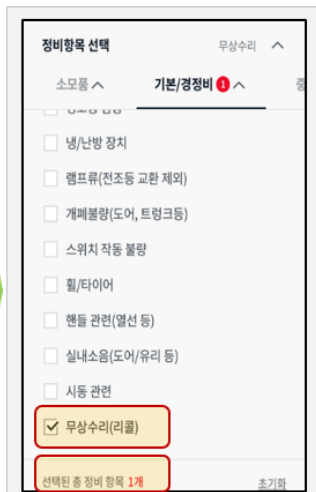 정비항목 선택 무상수리
소모품 기본/경정비 1 중
냉/난방 장치
램프류(전조등 교환 제외)
개폐불량(도어, 트렁크등)
스위치 작동 불량
휠/타이어
핸들 관련(열선 등)
실내소음(도어/유리 등)
시동 관련
무상수리(리콜)
선택된 총 정비 항목 1개 초기화